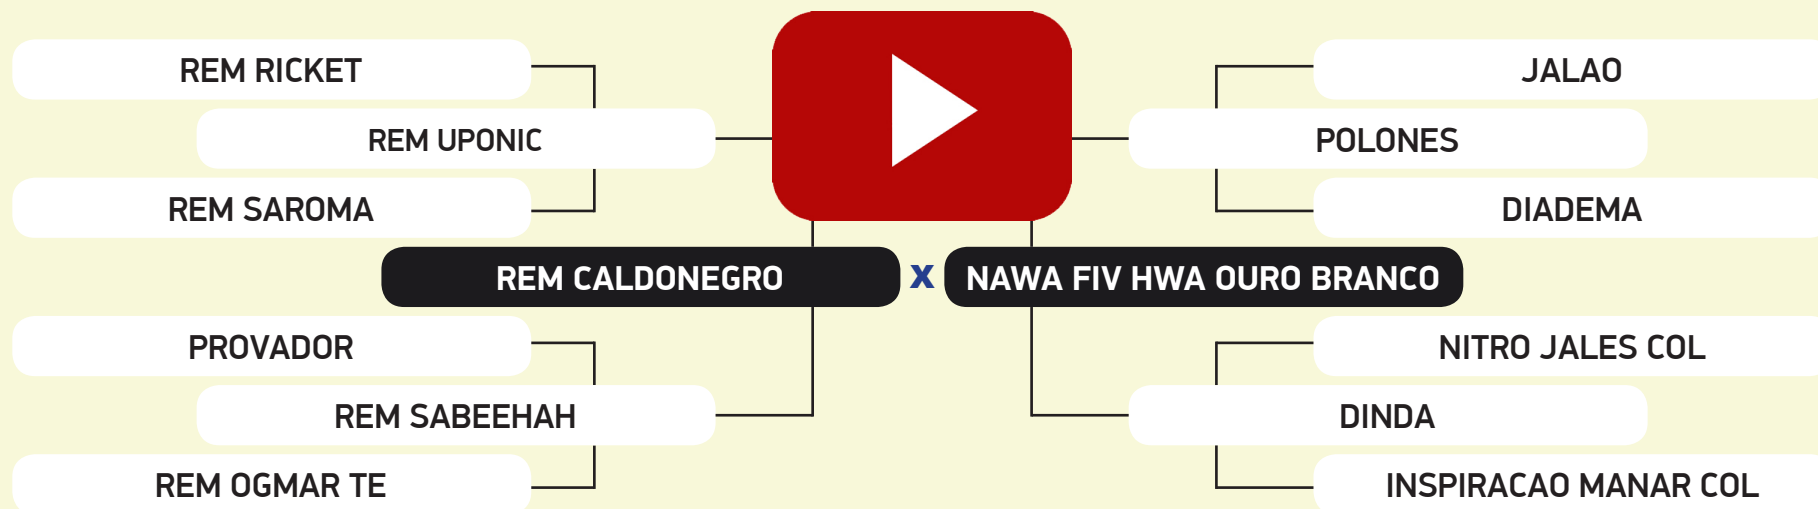 REM RICKET
JALAO
REM UPONIC
POLONES
REM SAROMA
DIADEMA
REM CALDONEGRO X NAWA FIV HWA OURO BRANCO
PROVADOR
NITRO JALES COL
REM SABEEHAH
DINDA
REM OGMAR TE
INSPIRACAO MANAR COL